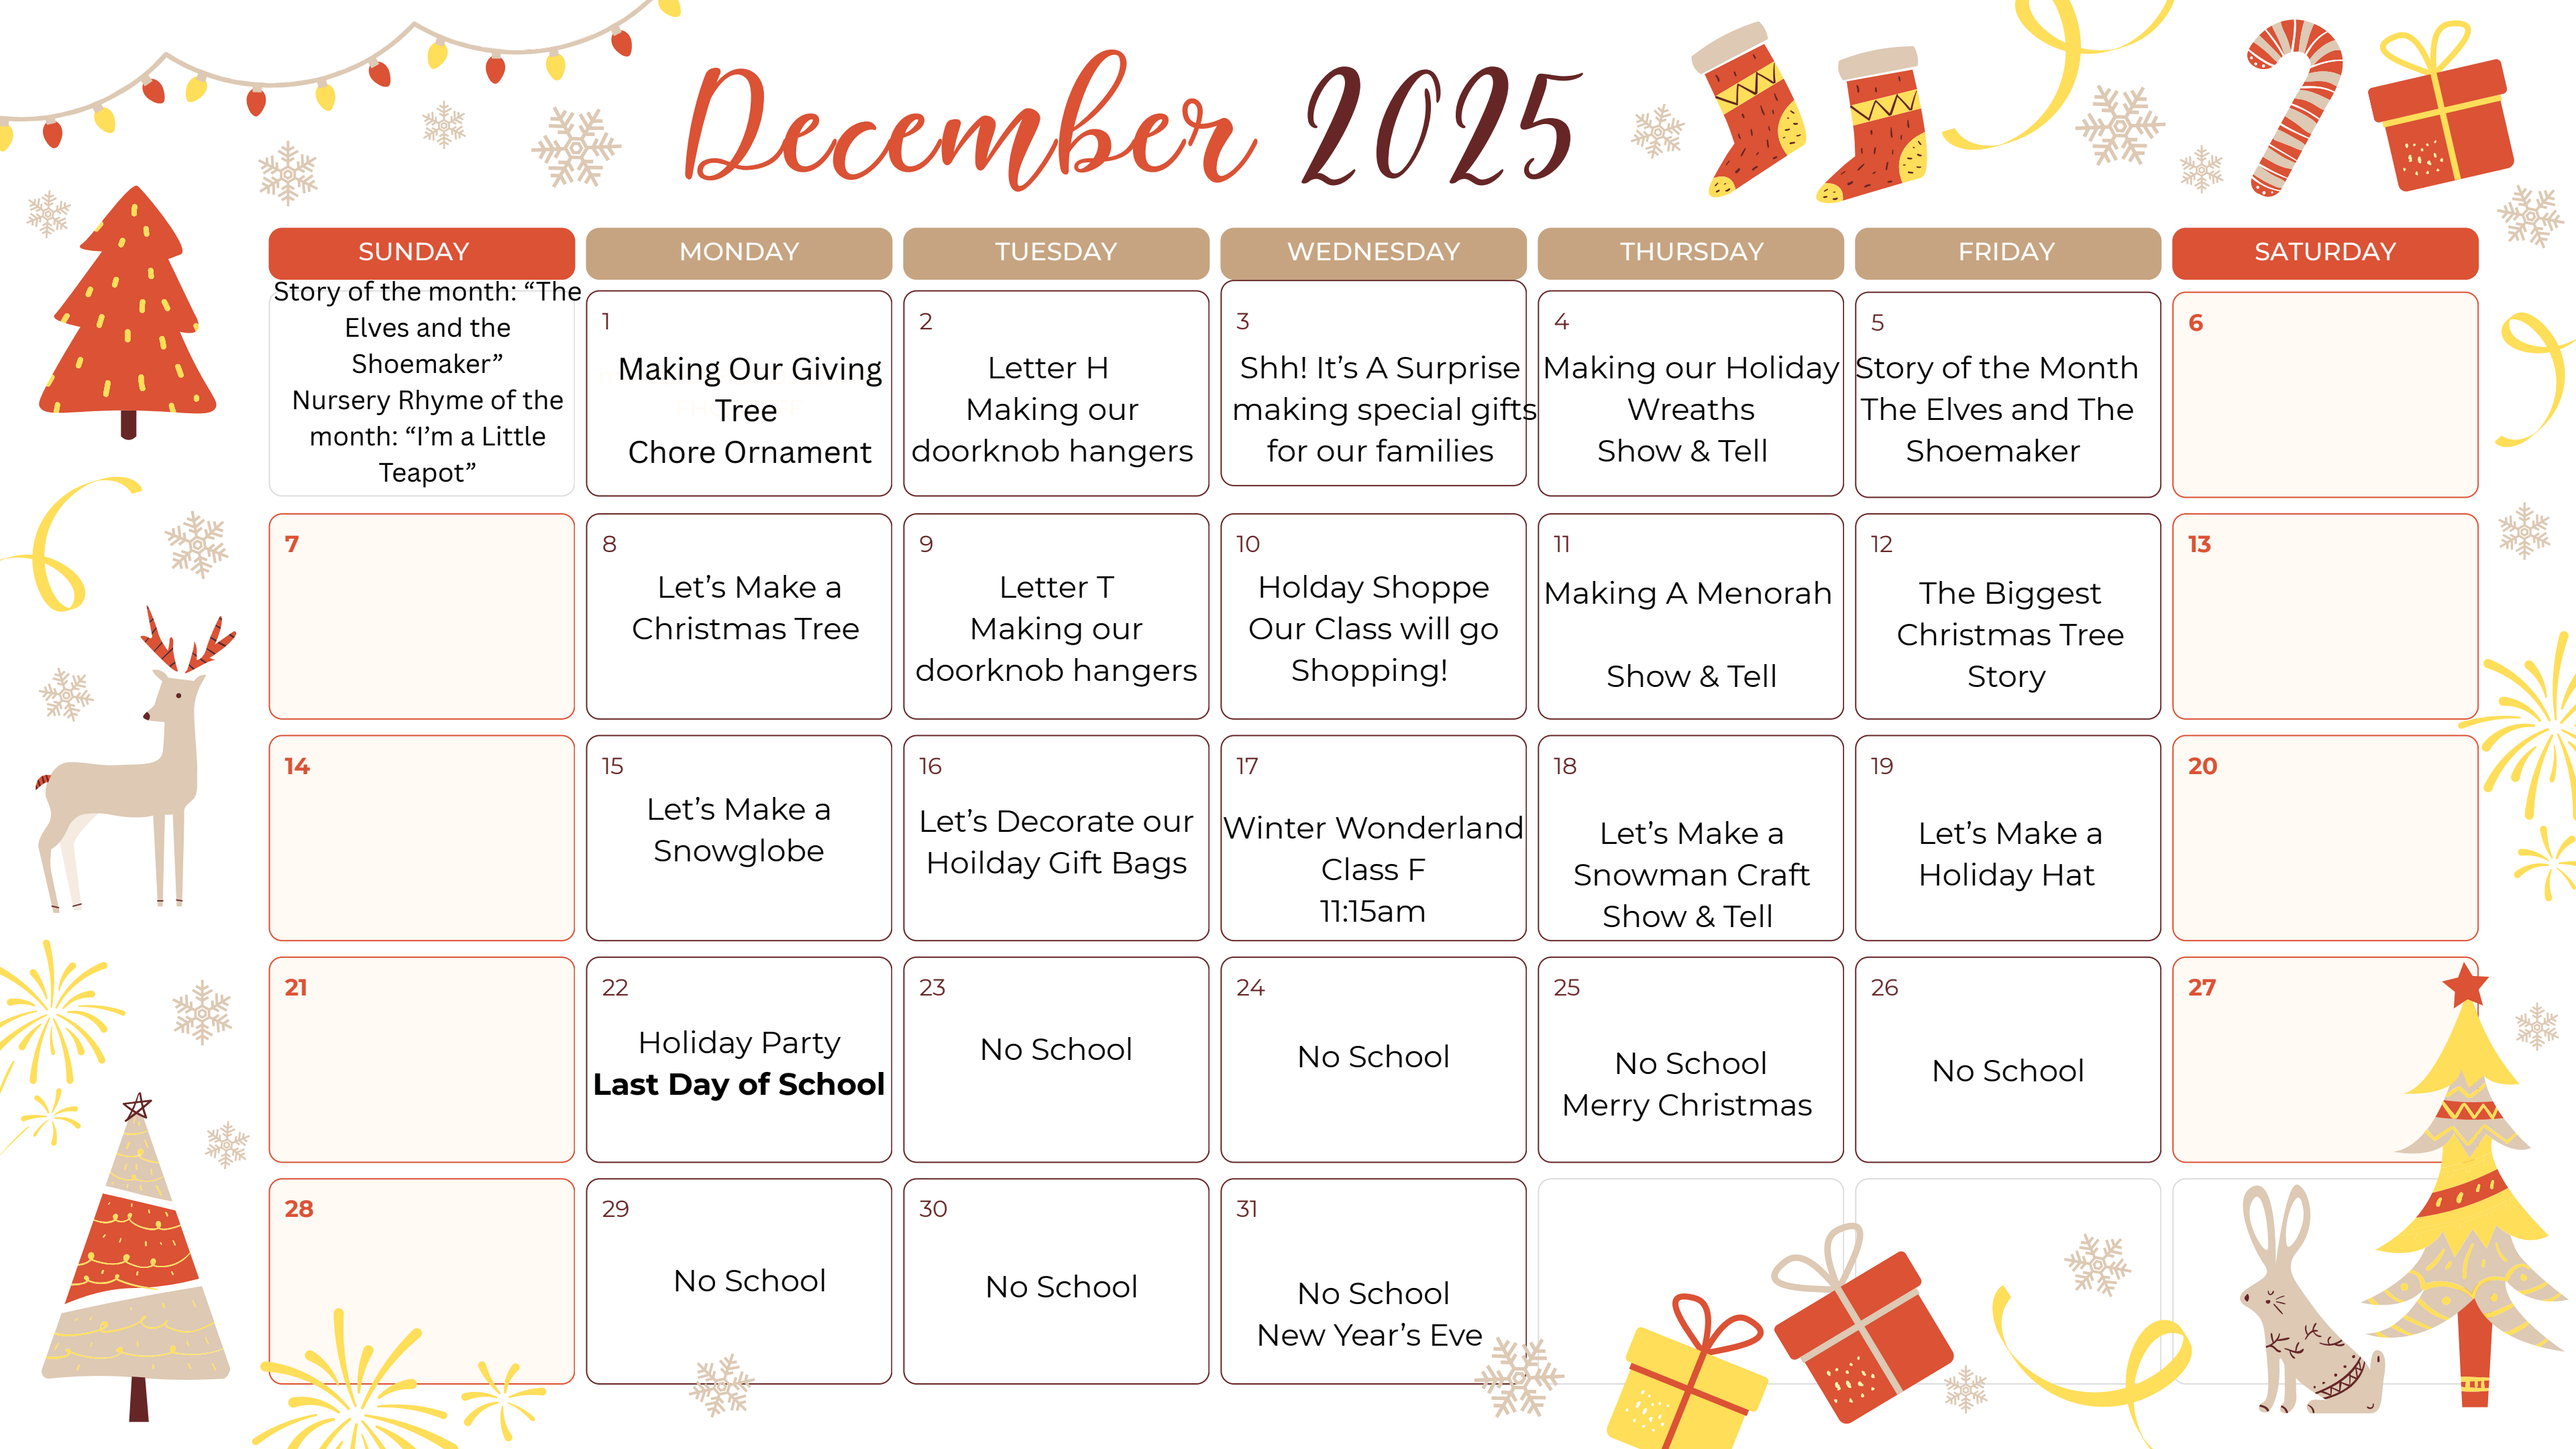 December 2025
SUNDAY
MONDAY
TUESDAY
WEDNESDAY
THURSDAY
FRIDAY
SATURDAY
Story of the month: “The
Elves and the
Shoemaker”
Nursery Rhyme of the
month: “I’m a Little
Teapot”
1
Making Our Giving
Tree
Chore Ornament
2
Letter H
Making our
doorknob hangers
3
Shh! It’s A Surprise
making special gifts
for our families
4
Making our Holiday
Wreaths
Show & Tell
5
Story of the Month
The Elves and The
Shoemaker
6
7
8
Let’s Make a
Christmas Tree
9
Letter T
Making our
doorknob hangers
10
Holday Shoppe
Our Class will go
Shopping!
11
Making A Menorah
Show & Tell
12
The Biggest
Christmas Tree
Story
13
14
15
Let’s Make a
Snowglobe
16
Let’s Decorate our
Hoilday Gift Bags
17
Winter Wonderland
Class F
11:15am
18
Let’s Make a
Snowman Craft
Show & Tell
19
Let’s Make a
Holiday Hat
20
21
22
Holiday Party
Last Day of School
23
No School
24
No School
25
No School
Merry Christmas
26
No School
27
28
29
No School
30
No School
31
No School
New Year’s Eve